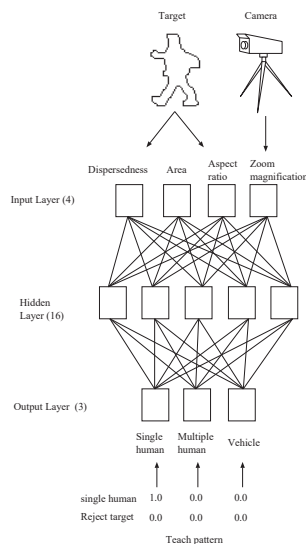 Target Camera
Dispersedness Area Aspect ratio Zoom magnification
Input Layer (4)
Hidden
Layer (16)
Output Layer (3)
Single human Multiple human Vehicle
single human 1.0 0.0 0.0
Reject target 0.0 0.0 0.0
Teach pattern